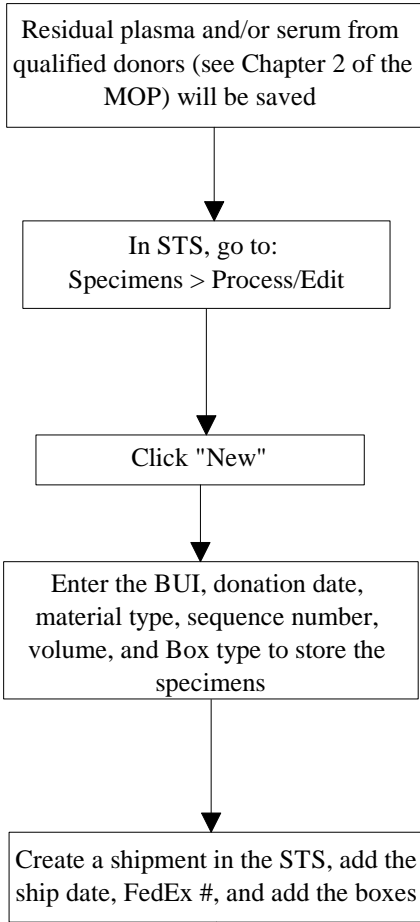 Residual plasma and/or serum from
qualified donors (see Chapter 2 of the
MOP) will be saved
In STS, go to:
Specimens > Process/Edit
Click "New"
Enter the BUI, donation date,
material type, sequence number,
volume, and Box type to store the
specimens
Create a shipment in the STS, add the
ship date, FedEx #, and add the boxes